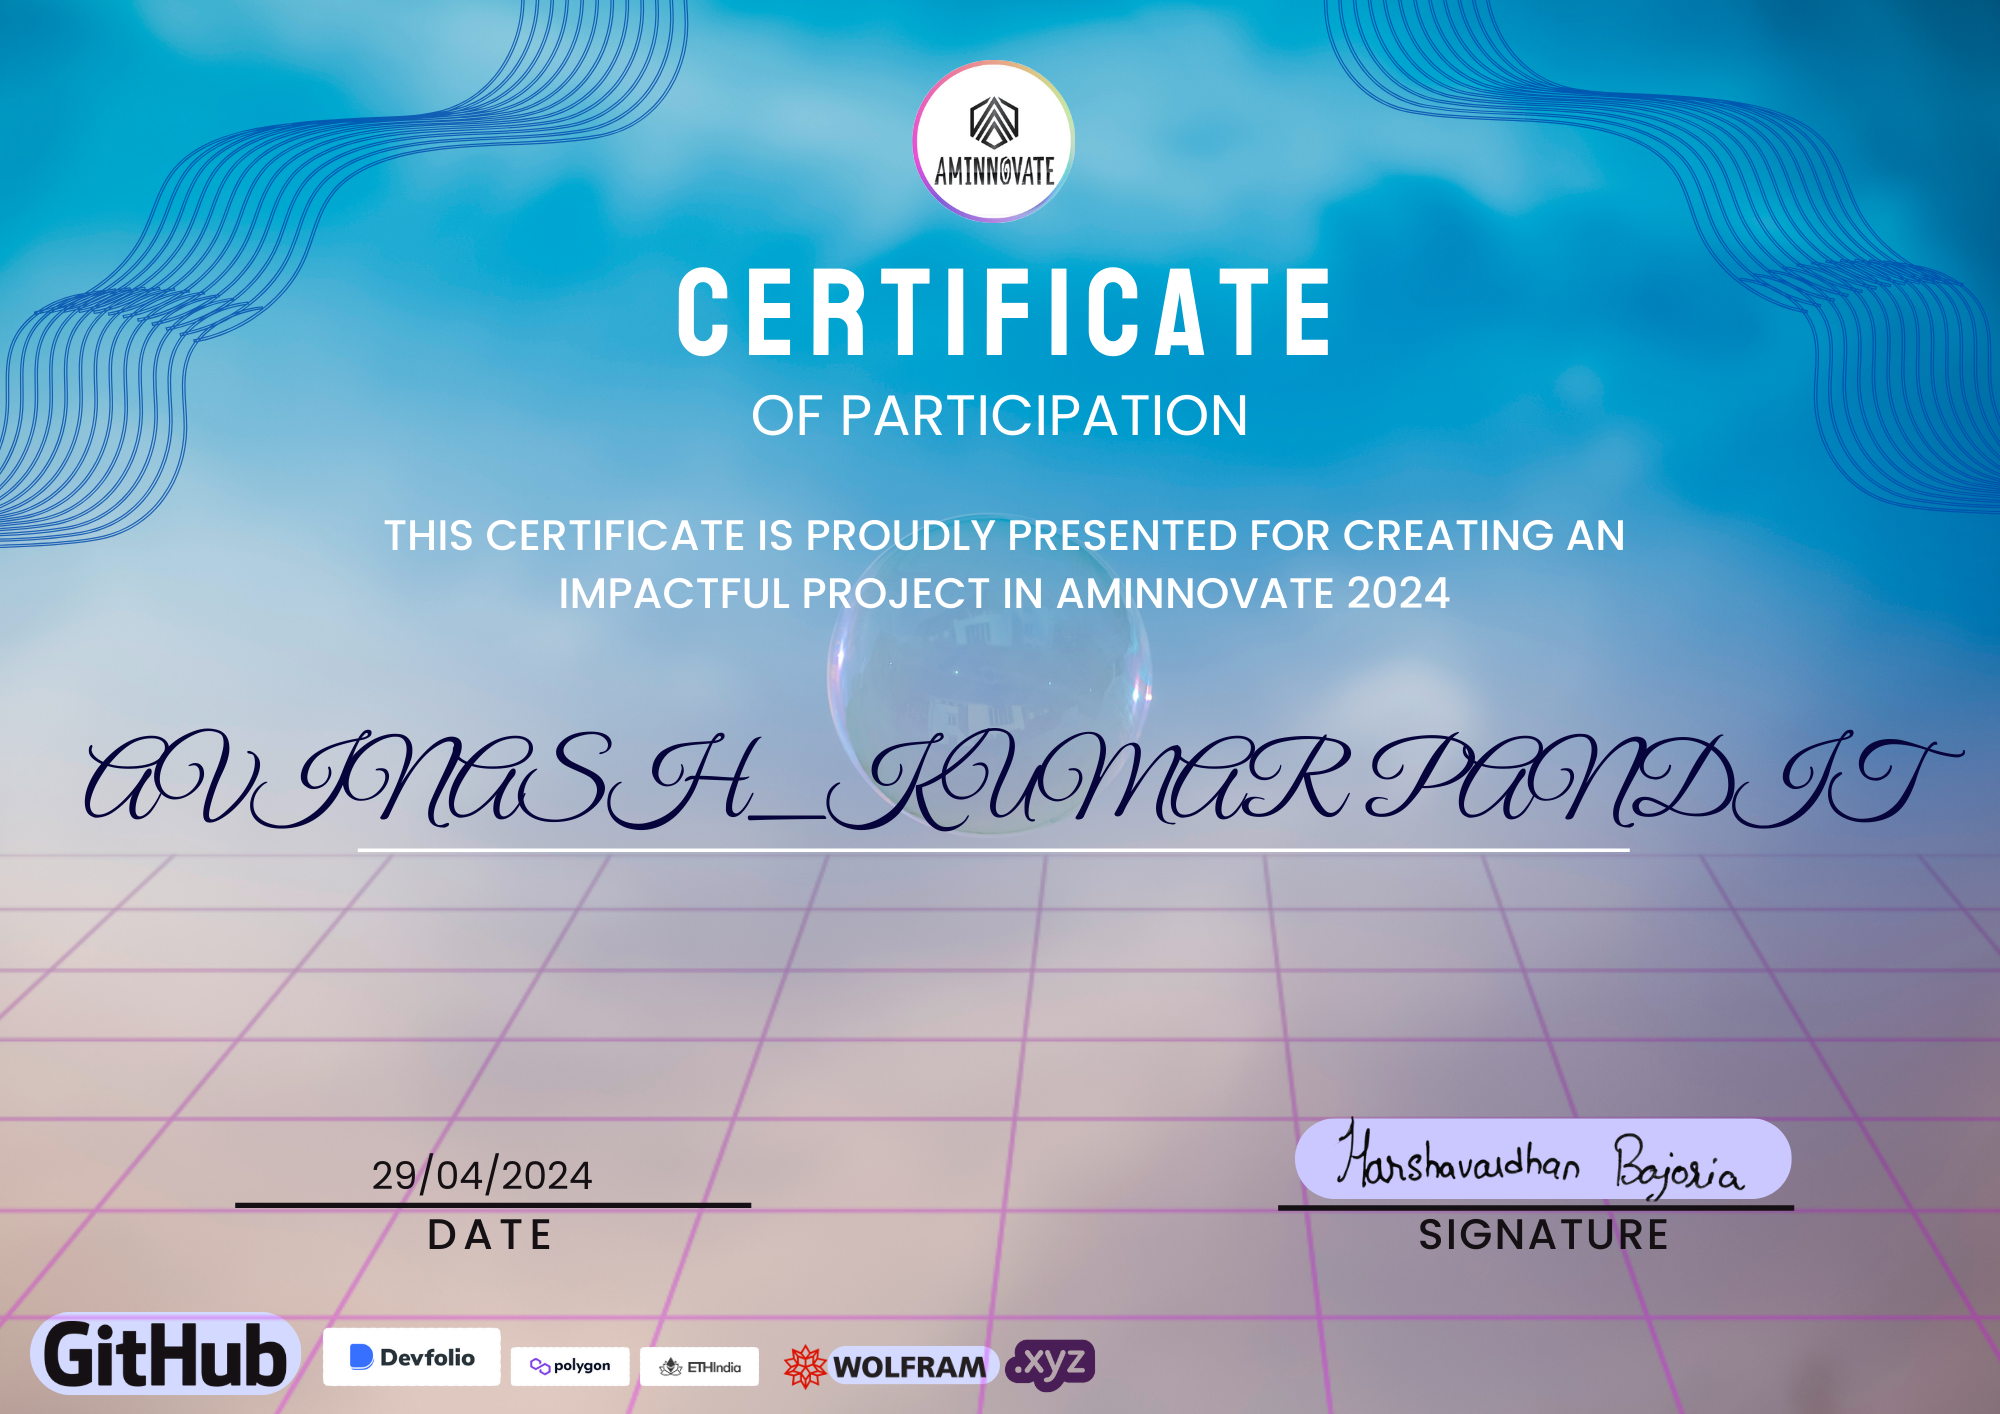 AMINNOVATE
CERTIFICATE
OF PARTICIPATION
THIS CERTIFICATE IS PROUDLY PRESENTED FOR CREATING AN
IMPACTFUL PROJECT IN AMINNOVATE 2024
AVINASH_KUMAR PANDIT
29/04/2024
DATE
Harshavardhan Bajoria
SIGNATURE
GitHub Devfolio polygon ETHIndia WOLFRAM .xyz